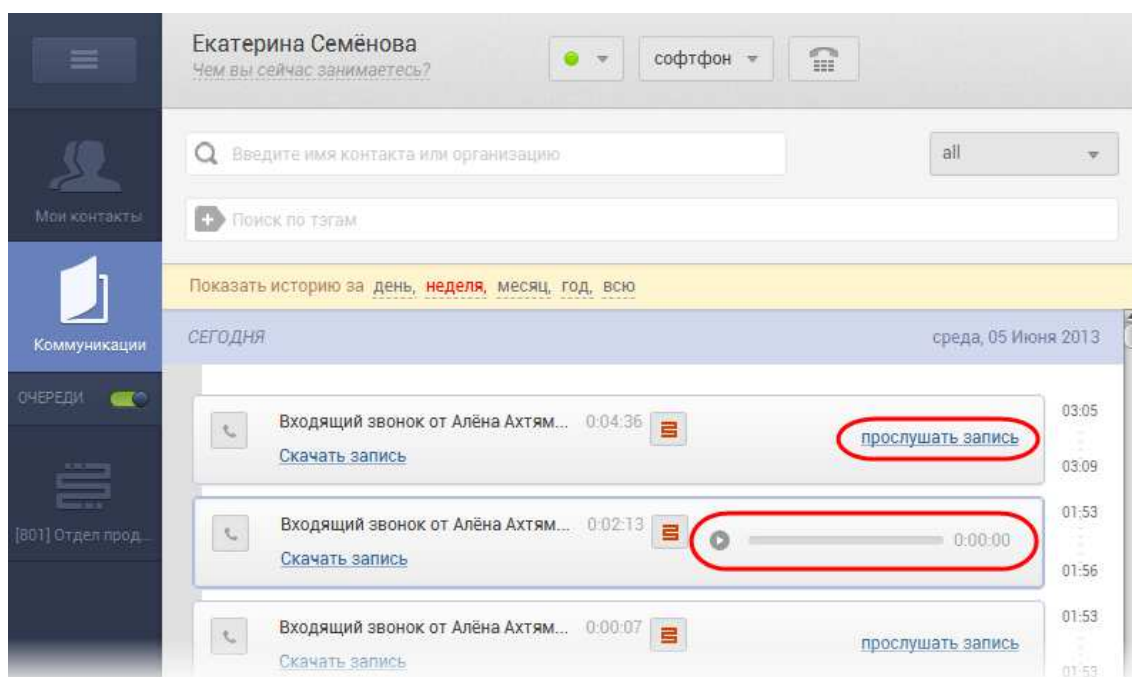 Екатерина Семёнова
Чем вы сейчас занимаетесь?
софтфон
Введите имя контакта или организацию
all
Мои контакты
Поиск по тэгам
Показать историю за день, неделя, месяц, год, всю
Коммуникации
СЕГОДНЯ
среда, 05 Июня 2013
ОЧЕРЕДИ
Входящий звонок от Алёна Ахтям... 0:04:36
прослушать запись
03:05
Скачать запись
03:09
[801] Отдел прод...
Входящий звонок от Алёна Ахтям... 0:02:13
0:00:00
01:53
Скачать запись
01:56
Входящий звонок от Алёна Ахтям... 0:00:07
прослушать запись
01:53
Скачать запись
01:53